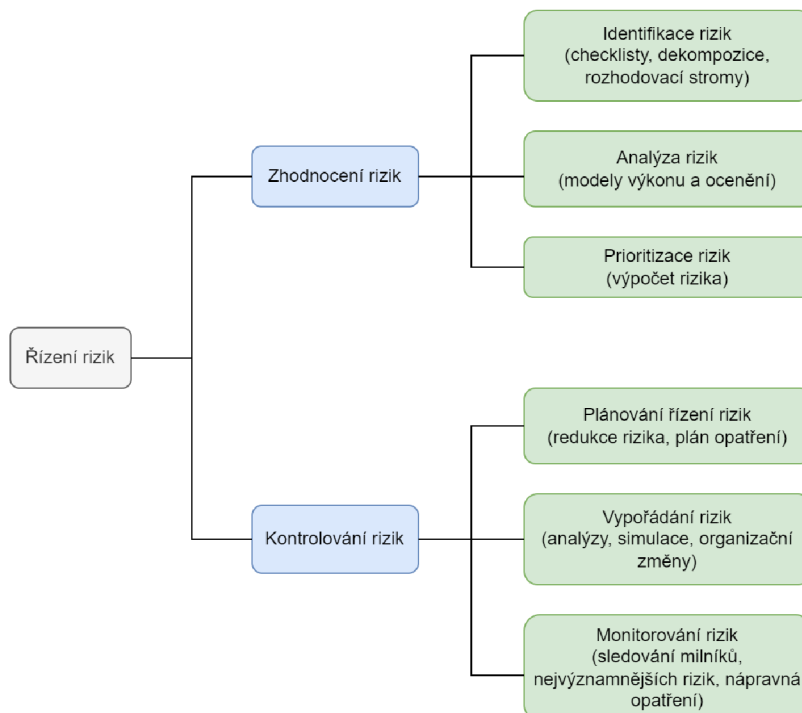 Identifikace rizik
(checklisty, dekompozice,
rozhodovací stromy)
Zhodnocení rizik
Analýza rizik
(modely výkonu a ocenění)
Prioritizace rizik
(výpočet rizika)
Řízení rizik
Plánování řízení rizik
(redukce rizika, plán opatření)
Kontrolování rizik
Vypořádání rizik
(analýzy, simulace, organizační
změny)
Monitorování rizik
(sledování milníků,
nejvýznamnějších rizik, nápravná
opatření)